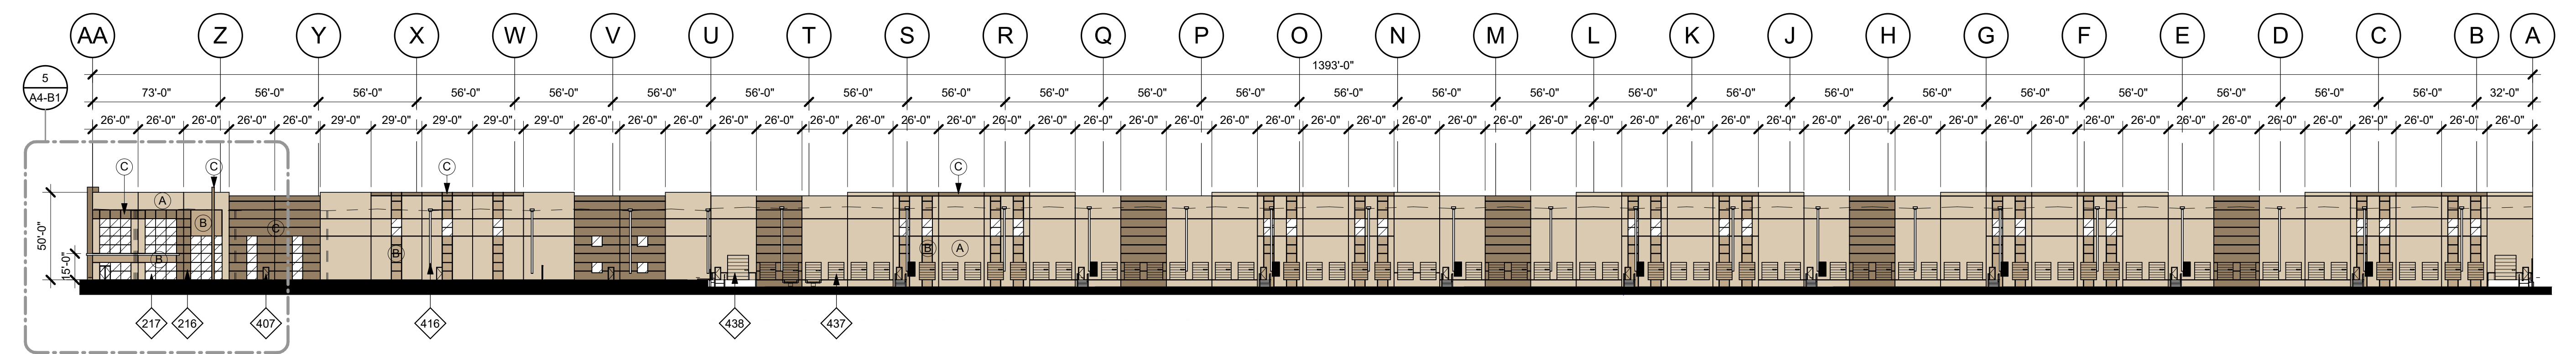 AA Z Y X W V U T S R Q P O N M L K J H G F E D C B A
1393'-0"
5
A4-B1
73'-0" 56'-0" 56'-0" 56'-0" 56'-0" 56'-0" 56'-0" 56'-0" 56'-0" 56'-0" 56'-0" 56'-0" 56'-0" 56'-0" 56'-0" 56'-0" 56'-0" 56'-0" 56'-0" 56'-0" 56'-0" 56'-0" 56'-0" 56'-0" 32'-0"
26'-0" 26'-0" 26'-0" 26'-0" 26'-0" 29'-0" 29'-0" 29'-0" 29'-0" 29'-0" 26'-0" 26'-0" 26'-0" 26'-0" 26'-0" 26'-0" 26'-0" 26'-0" 26'-0" 26'-0" 26'-0" 26'-0" 26'-0" 26'-0" 26'-0" 26'-0" 26'-0" 26'-0" 26'-0" 26'-0" 26'-0" 26'-0" 26'-0" 26'-0" 26'-0" 26'-0" 26'-0" 26'-0" 26'-0" 26'-0" 26'-0" 26'-0" 26'-0" 26'-0" 26'-0" 26'-0" 26'-0" 26'-0" 26'-0" 26'-0" 26'-0" 26'-0" 26'-0"
C C C C
A
B C
50'-0"
B B A
15'-0" B
217 216 407 416 438 437